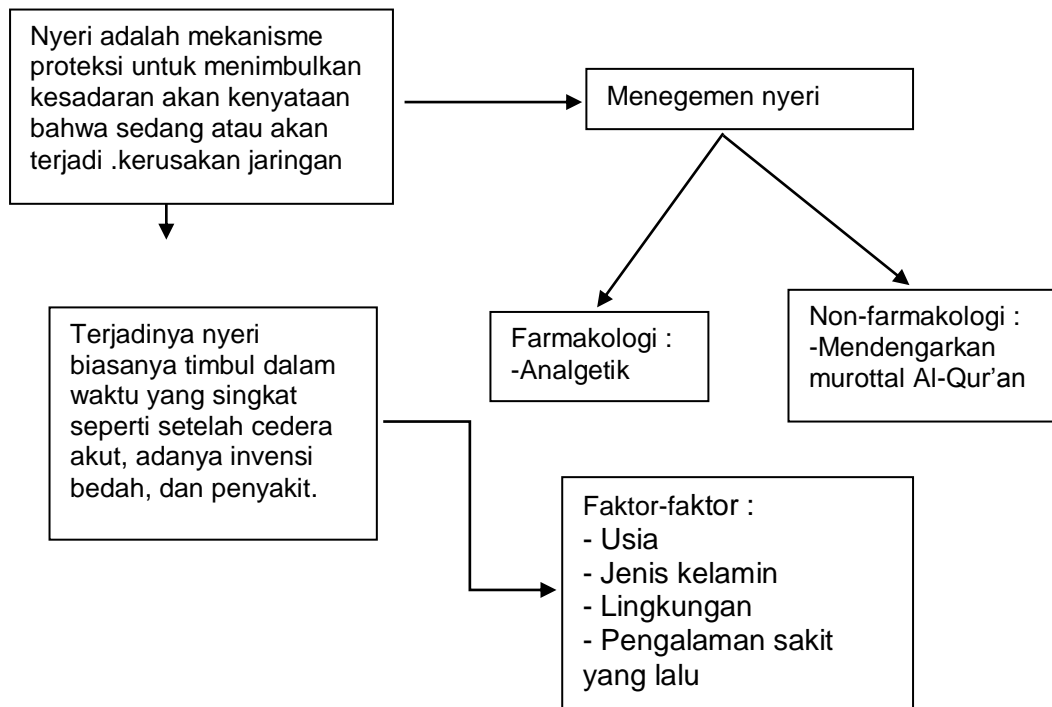 Nyeri adalah mekanisme
proteksi untuk menimbulkan
kesadaran akan kenyataan
bahwa sedang atau akan
terjadi .kerusakan jaringan
Menegemen nyeri
Terjadinya nyeri
biasanya timbul dalam
waktu yang singkat
seperti setelah cedera
akut, adanya invensi
bedah, dan penyakit.
Farmakologi :
-Analgetik
Non-farmakologi :
-Mendengarkan
murottal Al-Qur’an
Faktor-faktor :
- Usia
- Jenis kelamin
- Lingkungan
- Pengalaman sakit
yang lalu